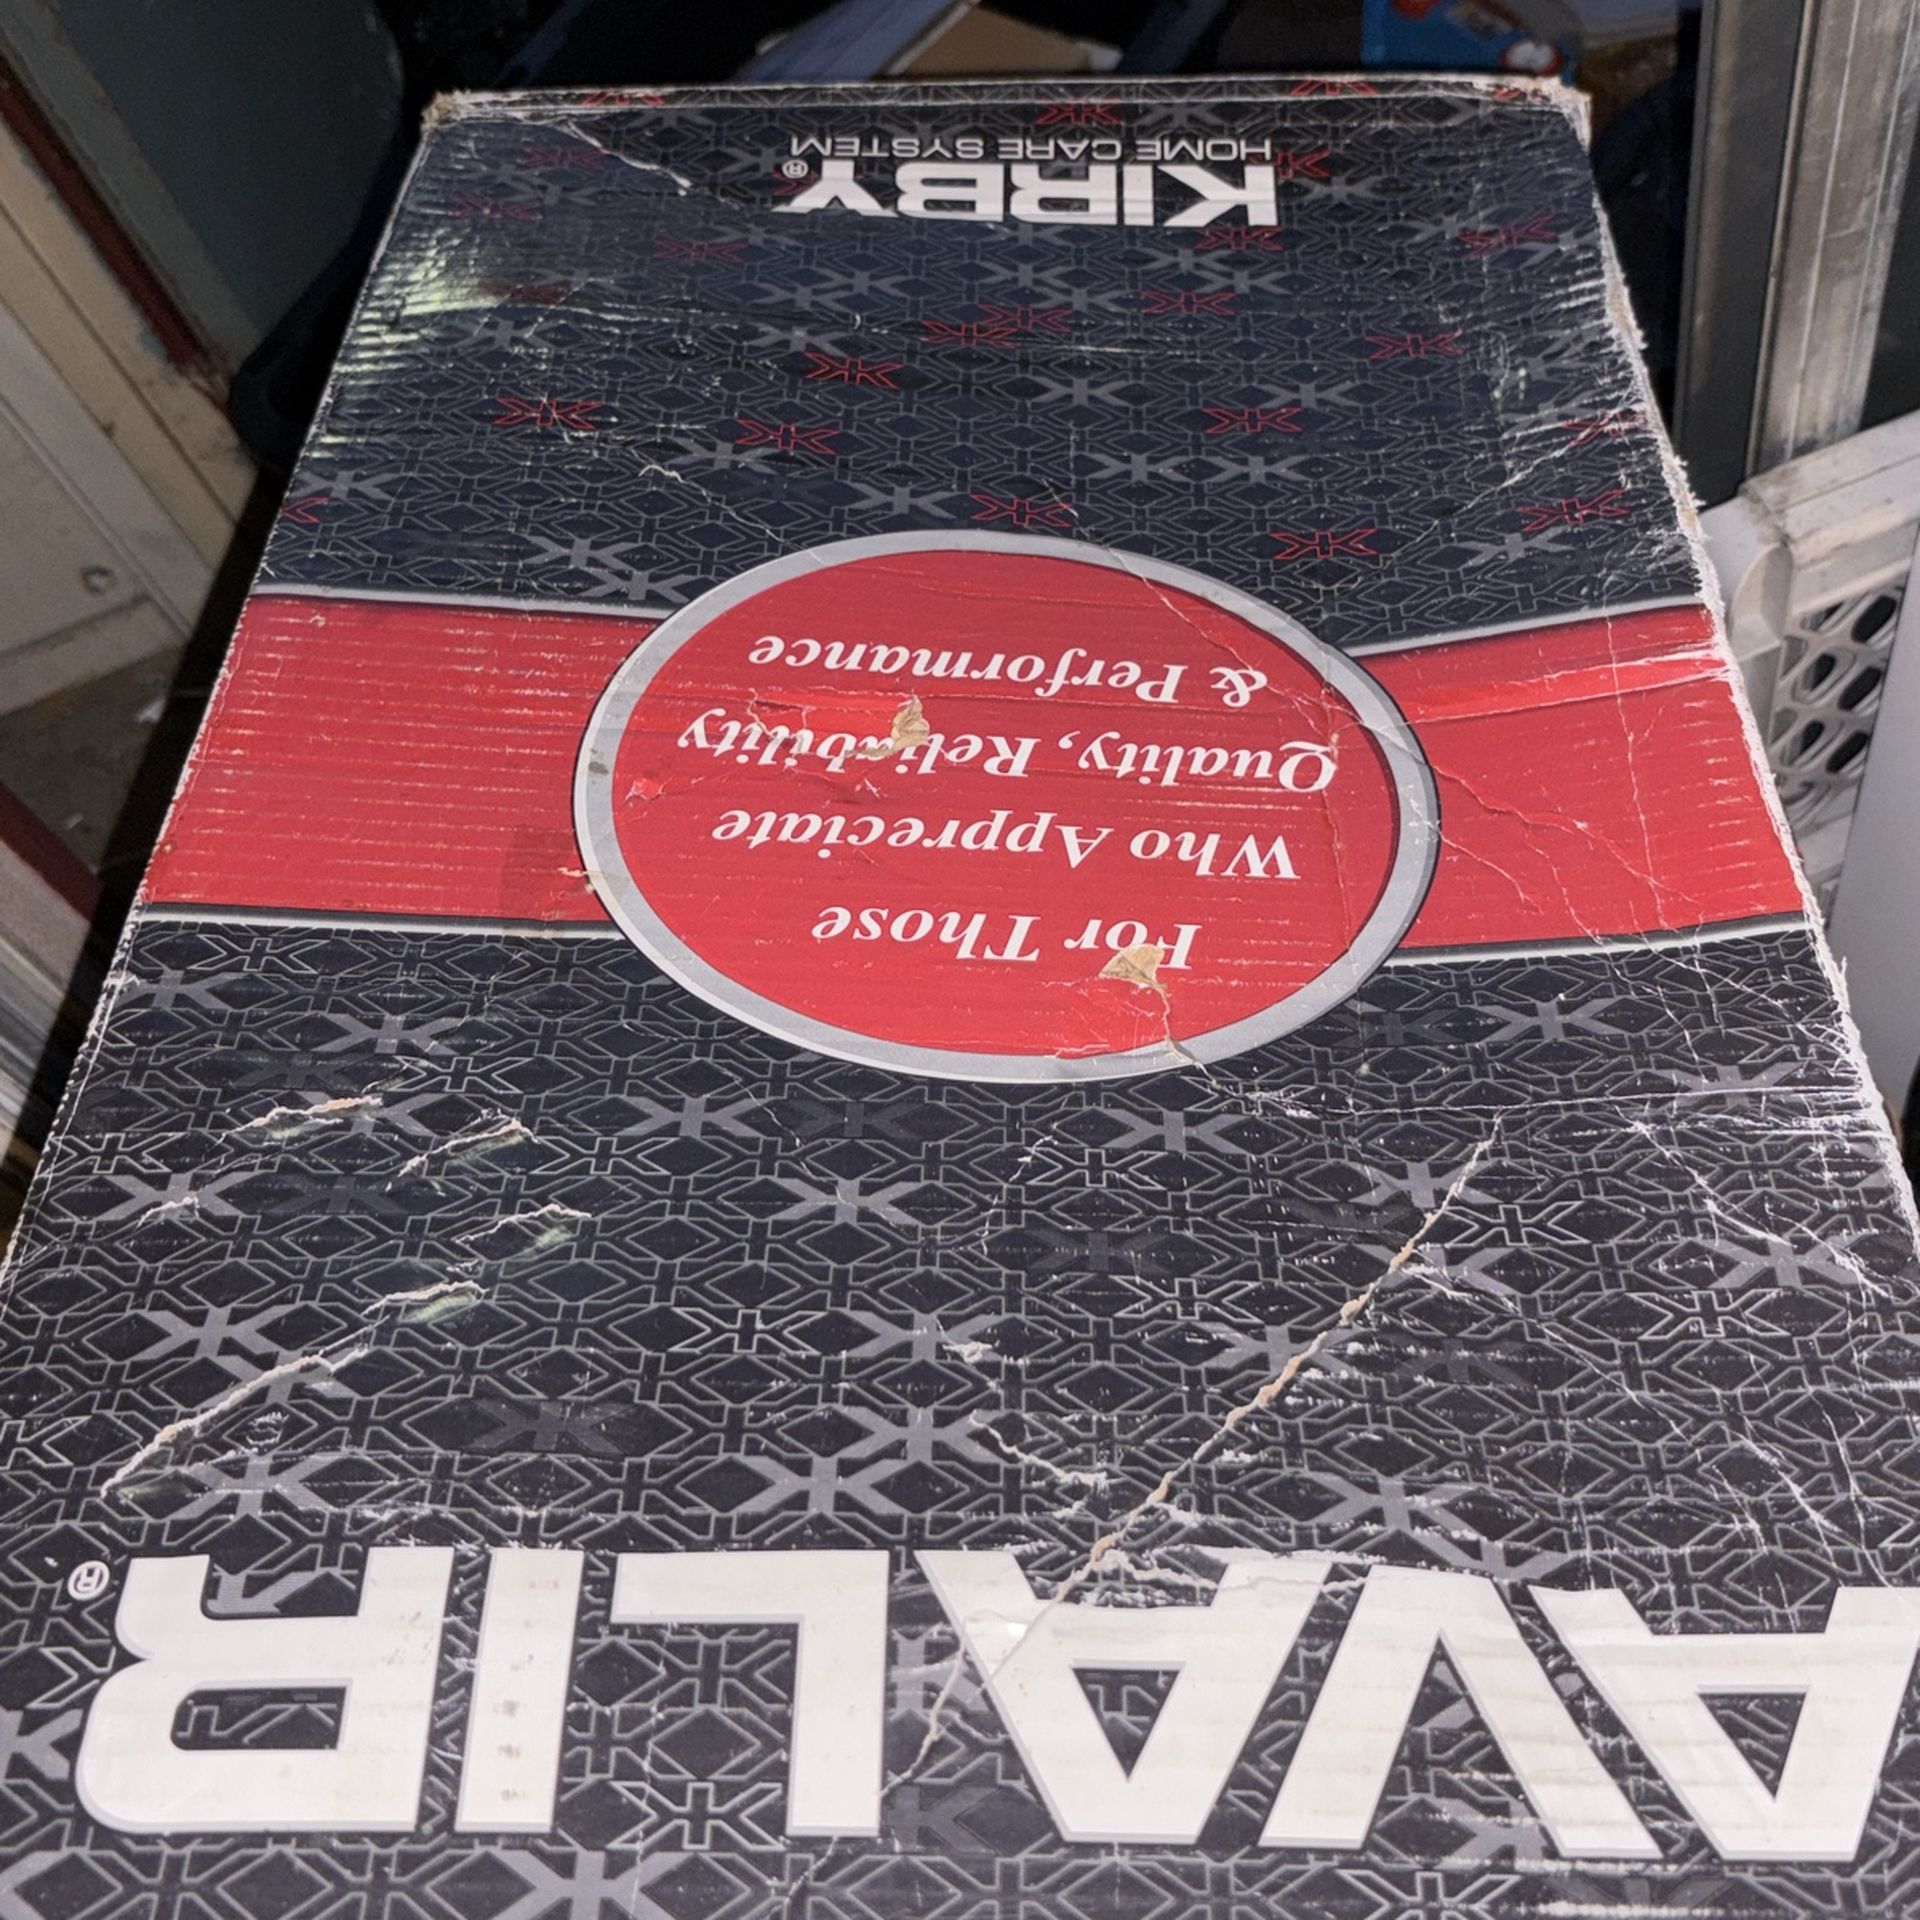 AVALIR®
For Those
Who Appreciate
Quality, Reliability
& Performance
KIRBY®
HOME CARE SYSTEM